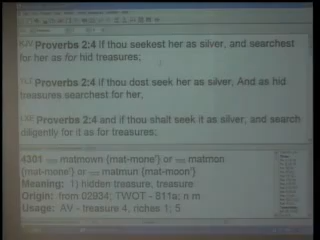 KJV Proverbs 2:4 If thou seekest her as silver, and searchest
for her as for hid treasures;
YLT Proverbs 2:4 If thou dost seek her as silver, And as hid
treasures searchest for her,
LXE Proverbs 2:4 and if thou shalt seek it as silver, and search
diligently for it as for treasures;
4301 matmown {mat-mone'} or matmon
{mat-mone'} or matmun {mat-moon'}
Meaning: 1) hidden treasure, treasure
Origin: from 02934; TWOT - 811a; n m
Usage: AV - treasure 4, riches 1; 5